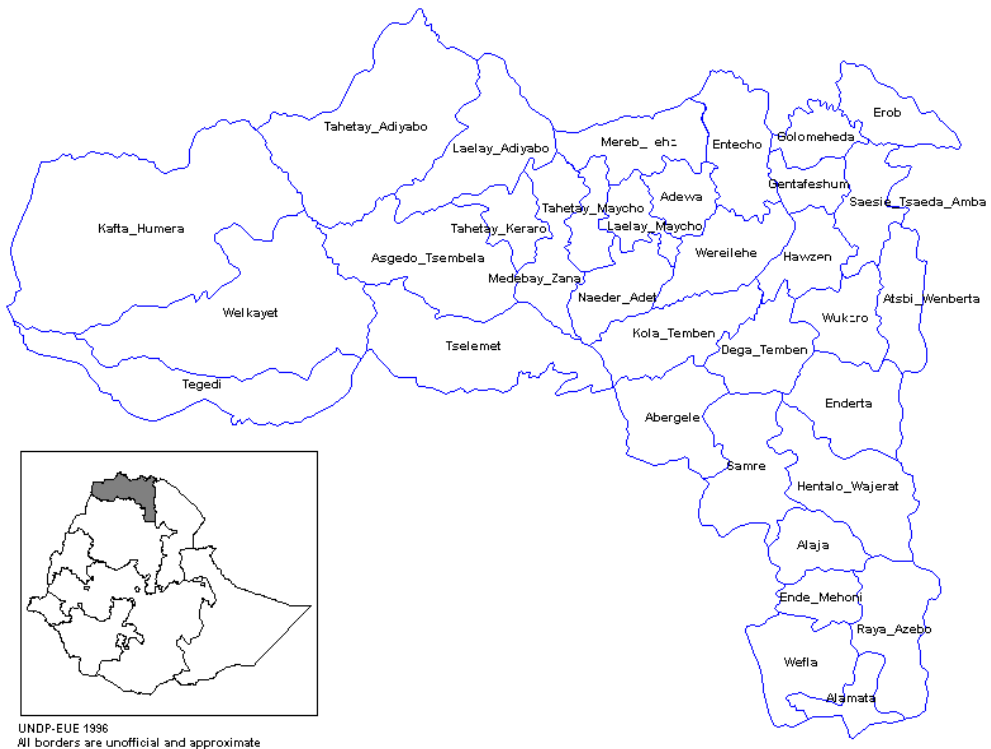 Erob
Tahetay_Adiyabo
Golomeheda
Laelay_Adiyabo
Entecho
Gentafeshum
Adewa
Saesie_Tsaeda_Amba
Tahetay_Maycho
Kafta_Humera
Tahetay_Keraro
Laelay_Maycho
Asgedo_Tsembela
Wereilehe
Hawzen
Medebay_Zana
Naeder_Adet
Atsbi_Wenberta
Welkayet
Kola_Temben
Tselemet
Dega_Temben
Tegedi
Enderta
Abergele
Samre
Hentalo_Wajerat
Alaja
Ende_Mehoni
Raya_Azebo
Wefla
Alamata
UNDP-EUE 1996
All borders are unofficial and approximate